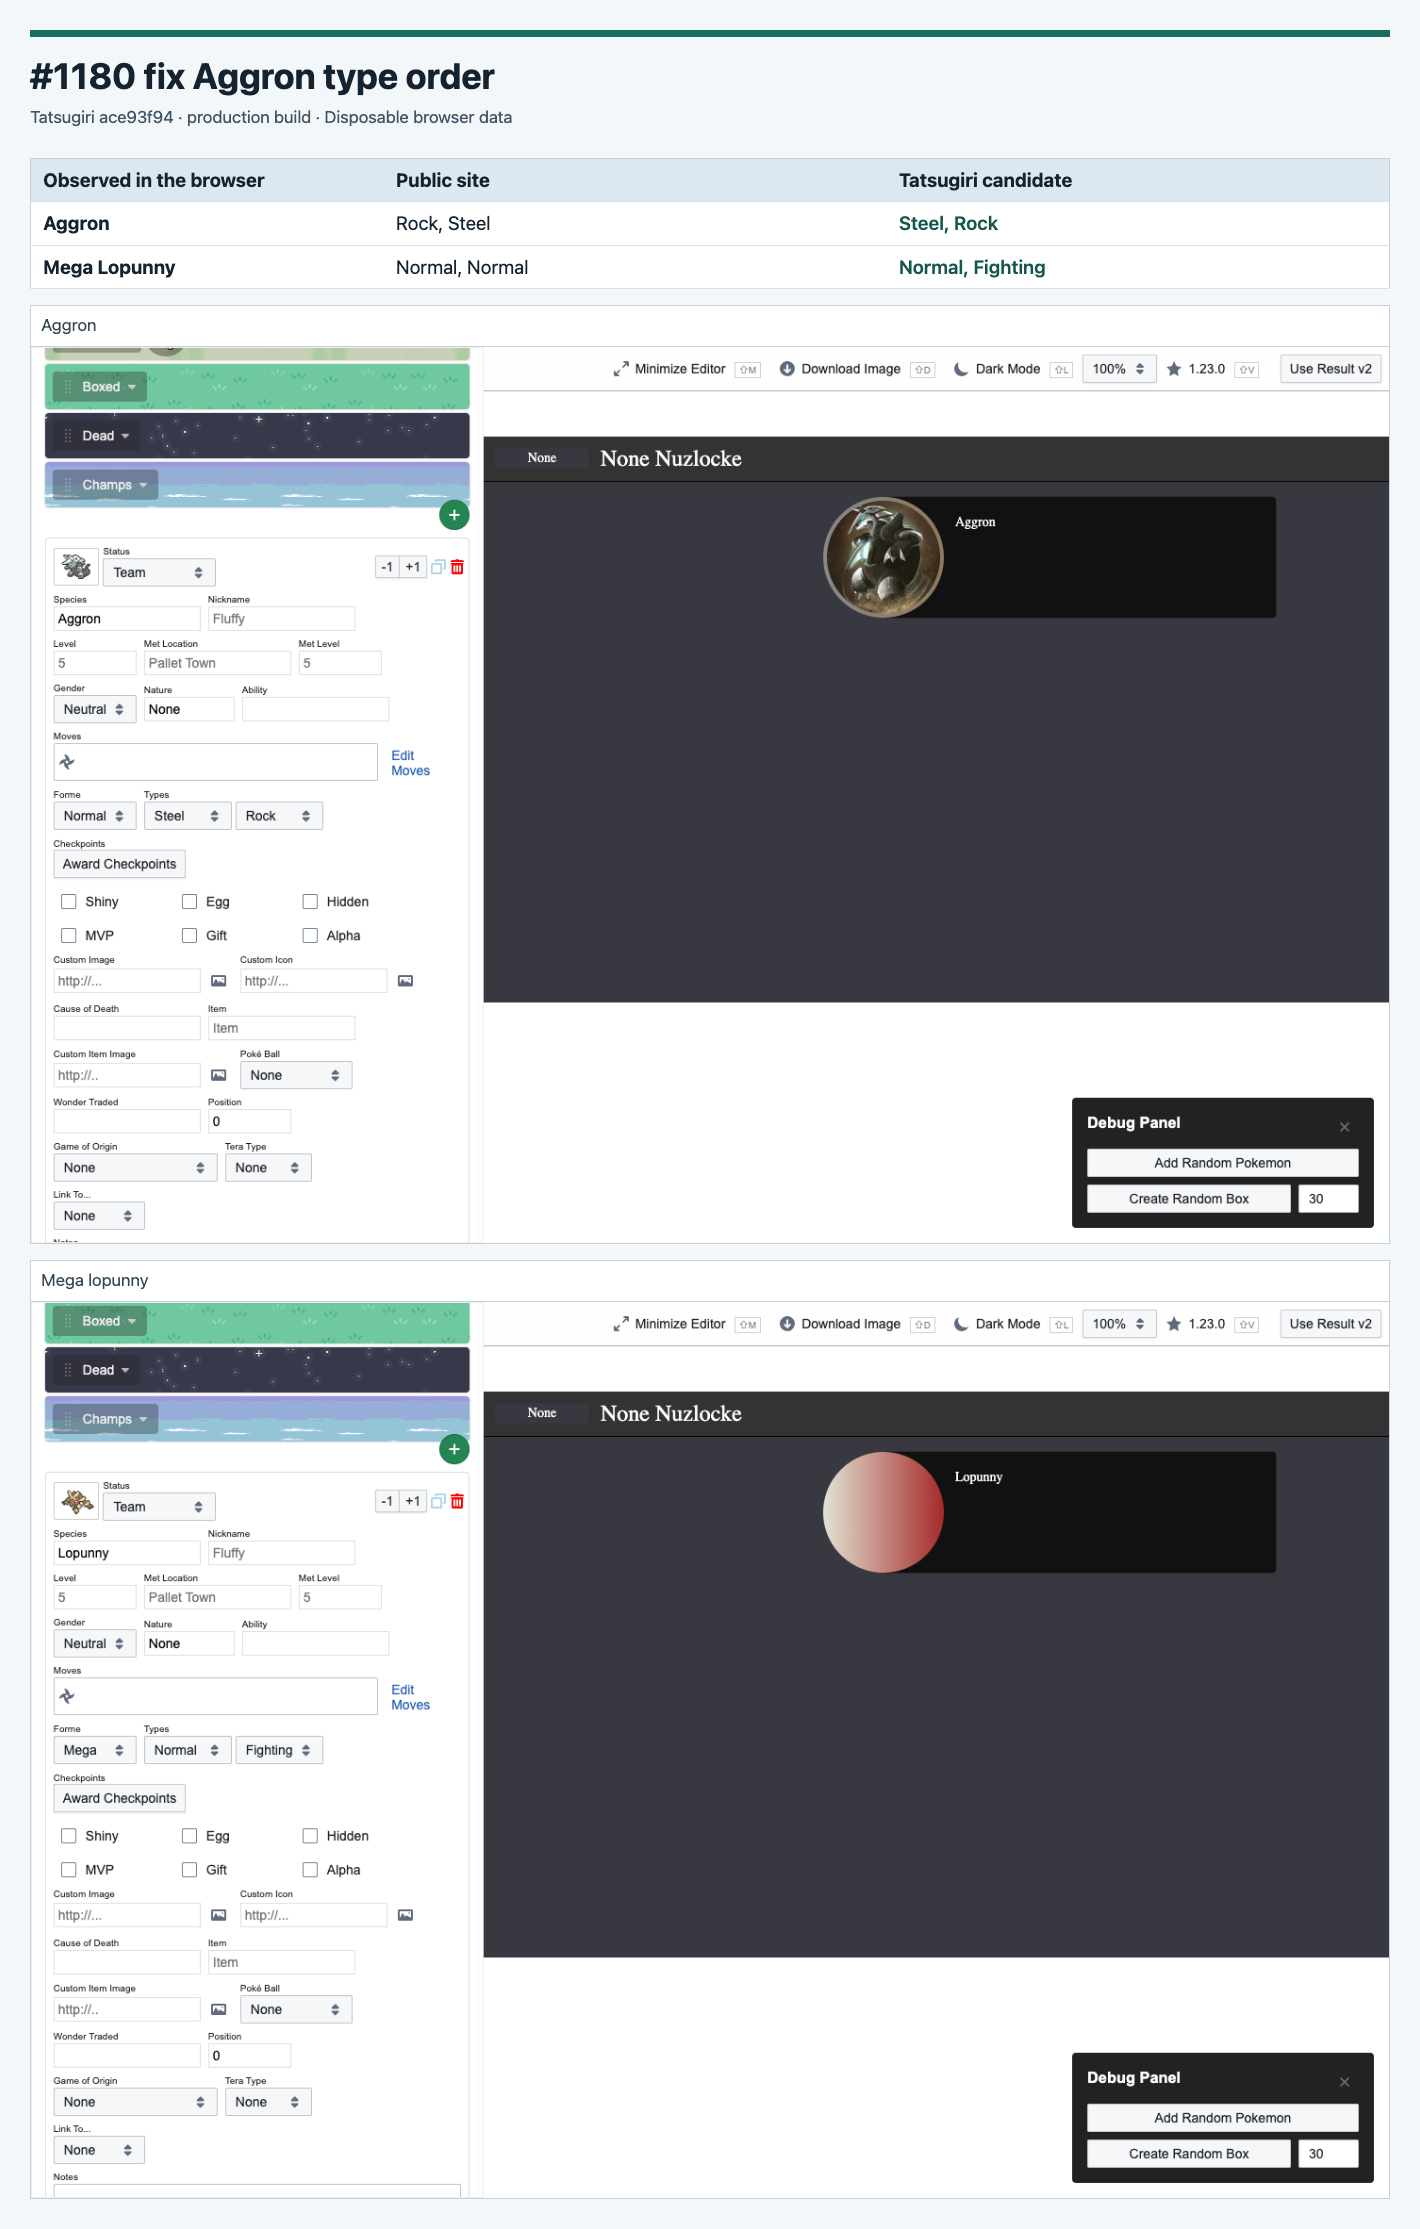 #1180 fix Aggron type order
Tatsugiri ace93f94 · production build · Disposable browser data
Observed in the browser Public site Tatsugiri candidate
Aggron Rock, Steel Steel, Rock
Mega Lopunny Normal, Normal Normal, Fighting
Aggron
Minimize Editor ⇧M Download Image ⇧D Dark Mode ⇧L 100% 1.23.0 ⇧V Use Result v2
Boxed
Dead
Champs
+
None None Nuzlocke
Aggron
Status
Team -1 +1
Species Nickname
Aggron Fluffy
Level Met Location Met Level
5 Pallet Town 5
Gender Nature Ability
Neutral None
Moves
Edit
Moves
Forme Types
Normal Steel Rock
Checkpoints
Award Checkpoints
Shiny Egg Hidden
MVP Gift Alpha
Custom Image Custom Icon
http://... http://...
Cause of Death Item
Item
Custom Item Image Poké Ball
http://.. None
Wonder Traded Position
0
Game of Origin Tera Type
None None
Link To...
None
Notes
Debug Panel ×
Add Random Pokemon
Create Random Box 30
Mega lopunny
Minimize Editor ⇧M Download Image ⇧D Dark Mode ⇧L 100% 1.23.0 ⇧V Use Result v2
Boxed
Dead
Champs
+
None None Nuzlocke
Lopunny
Status
Team -1 +1
Species Nickname
Lopunny Fluffy
Level Met Location Met Level
5 Pallet Town 5
Gender Nature Ability
Neutral None
Moves
Edit
Moves
Forme Types
Mega Normal Fighting
Checkpoints
Award Checkpoints
Shiny Egg Hidden
MVP Gift Alpha
Custom Image Custom Icon
http://... http://...
Cause of Death Item
Item
Custom Item Image Poké Ball
http://.. None
Wonder Traded Position
0
Game of Origin Tera Type
None None
Link To...
None
Notes
Debug Panel ×
Add Random Pokemon
Create Random Box 30